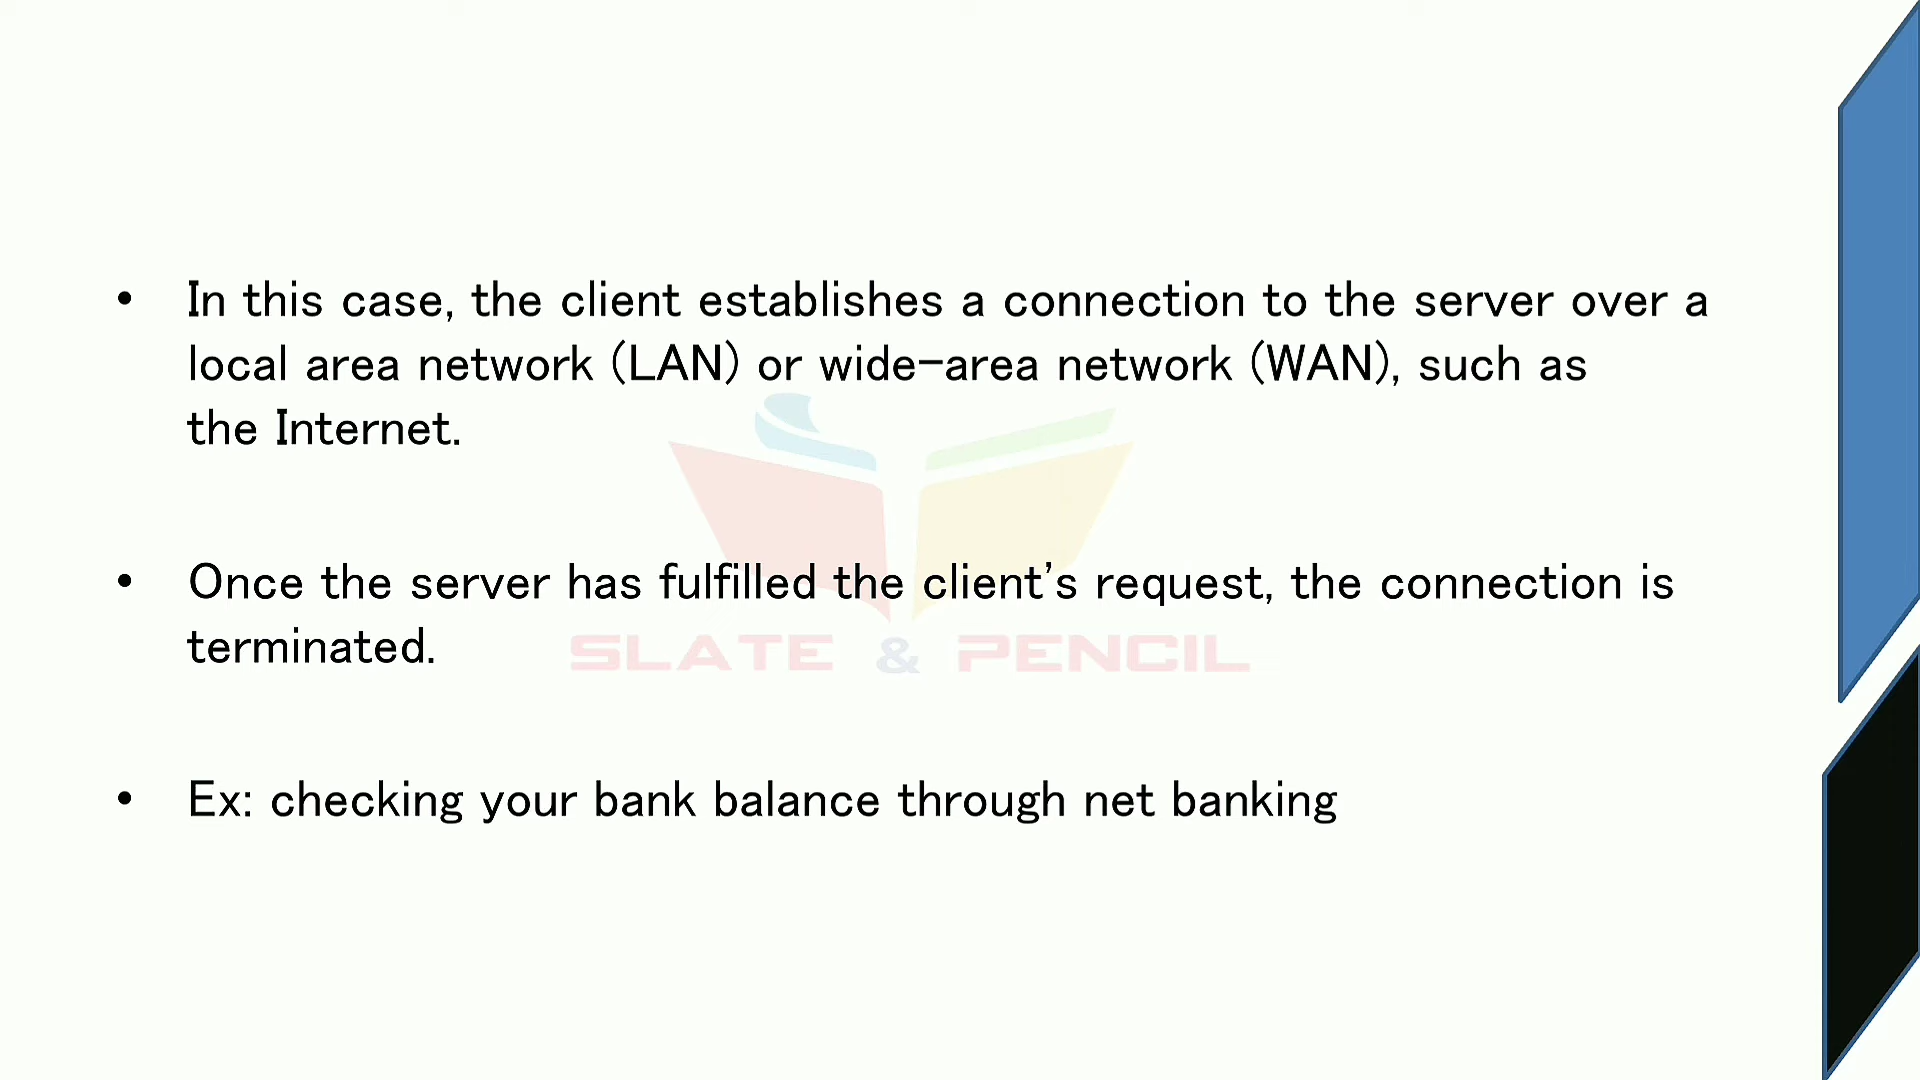 • In this case, the client establishes a connection to the server over a
local area network (LAN) or wide-area network (WAN), such as
the Internet.
• Once the server has fulfilled the client's request, the connection is
terminated.
SLATE & PENCIL
• Ex: checking your bank balance through net banking